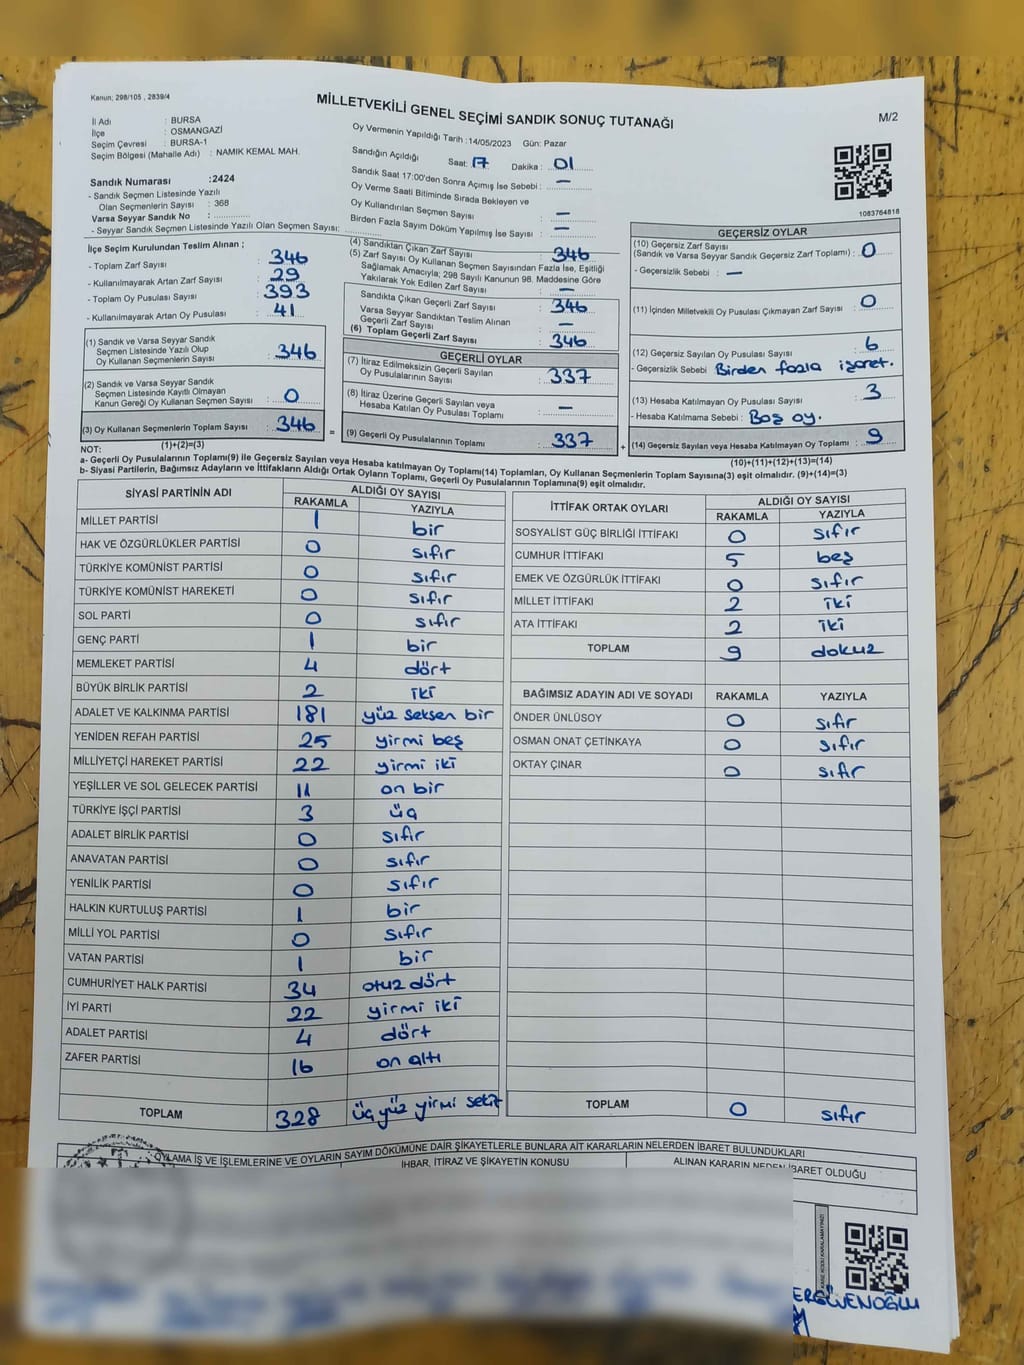 Kanun; 298/105 , 2839/4
MİLLETVEKİLİ GENEL SEÇİMİ SANDIK SONUÇ TUTANAĞI
M/2
İl Adı : BURSA
İlçe : OSMANGAZİ
Seçim Çevresi : BURSA-1
Seçim Bölgesi (Mahalle Adı) : NAMIK KEMAL MAH.
Sandık Numarası :2424
- Sandık Seçmen Listesinde Yazılı
Olan Seçmenlerin Sayısı : 368
Varsa Seyyar Sandık No : ..............
- Seyyar Sandık Seçmen Listesinde Yazılı Olan Seçmen Sayısı; ..............
Oy Vermenin Yapıldığı Tarih :14/05/2023 Gün: Pazar
Sandığın Açıldığı Saat: 17 Dakika : 01
Sandık Saat 17:00'den Sonra Açımış İse Sebebi : —
Oy Verme Saati Bitiminde Sırada Bekleyen ve
Oy Kullandırılan Seçmen Sayısı : —
Birden Fazla Sayım Döküm Yapılmış İse Sayısı : —
1083764818
İlçe Seçim Kurulundan Teslim Alınan ;
- Toplam Zarf Sayısı : 346
- Kullanılmayarak Artan Zarf Sayısı : 29
- Toplam Oy Pusulası Sayısı : 393
- Kullanılmayarak Artan Oy Pusulası : 41
(1) Sandık ve Varsa Seyyar Sandık
Seçmen Listesinde Yazılı Olup
Oy Kullanan Seçmenlerin Sayısı : 346
(2) Sandık ve Varsa Seyyar Sandık
Seçmen Listesinde Kayıtlı Olmayan
Kanun Gereği Oy Kullanan Seçmen Sayısı : 0
(3) Oy Kullanan Seçmenlerin Toplam Sayısı : 346
(1)+(2)=(3)
(4) Sandıktan Çıkan Zarf Sayısı : 346
(5) Zarf Sayısı Oy Kullanan Seçmen Sayısından Fazla İse, Eşitliği
Sağlamak Amacıyla; 298 Sayılı Kanunun 98. Maddesine Göre
Yakılarak Yok Edilen Zarf Sayısı : —
Sandıkta Çıkan Geçerli Zarf Sayısı : 346
Varsa Seyyar Sandıktan Teslim Alınan
Geçerli Zarf Sayısı : —
(6) Toplam Geçerli Zarf Sayısı : 346
GEÇERLİ OYLAR
(7) İtiraz Edilmeksizin Geçerli Sayılan
Oy Pusulalarının Sayısı : 337
(8) İtiraz Üzerine Geçerli Sayılan veya
Hesaba Katılan Oy Pusulası Toplamı : —
=
(9) Geçerli Oy Pusulalarının Toplamı : 337
+
GEÇERSİZ OYLAR
(10) Geçersiz Zarf Sayısı
(Sandık ve Varsa Seyyar Sandık Geçersiz Zarf Toplamı) : 0
- Geçersizlik Sebebi : —
(11) İçinden Milletvekili Oy Pusulası Çıkmayan Zarf Sayısı : 0
(12) Geçersiz Sayılan Oy Pusulası Sayısı : 6
- Geçersizlik Sebebi Birden fazla işaret.
(13) Hesaba Katılmayan Oy Pusulası Sayısı : 3
- Hesaba Katılmama Sebebi : Boş oy.
(14) Geçersiz Sayılan veya Hesaba Katılmayan Oy Toplamı : 9
(10)+(11)+(12)+(13)=(14)
NOT:
a- Geçerli Oy Pusulalarının Toplamı(9) ile Geçersiz Sayılan veya Hesaba katılmayan Oy Toplamı(14) Toplamları, Oy Kullanan Seçmenlerin Toplam Sayısına(3) eşit olmalıdır. (9)+(14)=(3)
b- Siyasi Partilerin, Bağımsız Adayların ve İttifakların Aldığı Ortak Oyların Toplamı, Geçerli Oy Pusulalarının Toplamına(9) eşit olmalıdır.
SİYASİ PARTİNİN ADI ALDIĞI OY SAYISI
RAKAMLA YAZIYLA
MİLLET PARTİSİ 1 bir
HAK VE ÖZGÜRLÜKLER PARTİSİ 0 sıfır
TÜRKİYE KOMÜNİST PARTİSİ 0 sıfır
TÜRKİYE KOMÜNİST HAREKETİ 0 sıfır
SOL PARTİ 0 sıfır
GENÇ PARTİ 1 bir
MEMLEKET PARTİSİ 4 dört
BÜYÜK BİRLİK PARTİSİ 2 iki
ADALET VE KALKINMA PARTİSİ 181 yüz seksen bir
YENİDEN REFAH PARTİSİ 25 yirmi beş
MİLLİYETÇİ HAREKET PARTİSİ 22 yirmi iki
YEŞİLLER VE SOL GELECEK PARTİSİ 11 on bir
TÜRKİYE İŞÇİ PARTİSİ 3 üç
ADALET BİRLİK PARTİSİ 0 sıfır
ANAVATAN PARTİSİ 0 sıfır
YENİLİK PARTİSİ 0 sıfır
HALKIN KURTULUŞ PARTİSİ 1 bir
MİLLİ YOL PARTİSİ 0 sıfır
VATAN PARTİSİ 1 bir
CUMHURİYET HALK PARTİSİ 34 otuz dört
İYİ PARTİ 22 yirmi iki
ADALET PARTİSİ 4 dört
ZAFER PARTİSİ 16 on altı
TOPLAM 328 üç yüz yirmi sekiz
İTTİFAK ORTAK OYLARI ALDIĞI OY SAYISI
RAKAMLA YAZIYLA
SOSYALİST GÜÇ BİRLİĞİ İTTİFAKI 0 sıfır
CUMHUR İTTİFAKI 5 beş
EMEK VE ÖZGÜRLÜK İTTİFAKI 0 sıfır
MİLLET İTTİFAKI 2 iki
ATA İTTİFAKI 2 iki
TOPLAM 9 dokuz
BAĞIMSIZ ADAYIN ADI VE SOYADI RAKAMLA YAZIYLA
ÖNDER ÜNLÜSOY 0 sıfır
OSMAN ONAT ÇETİNKAYA 0 sıfır
OKTAY ÇINAR 0 sıfır
TOPLAM 0 sıfır
OYLAMA İŞ VE İŞLEMLERİNE VE OYLARIN SAYIM DÖKÜMÜNE DAİR ŞİKAYETLERLE BUNLARA AİT KARARLARIN NELERDEN İBARET BULUNDUKLARI
İHBAR, İTİRAZ VE ŞİKAYETİN KONUSU
ALINAN KARARIN NEDEN İBARET OLDUĞU
ERGÜVENOĞLU